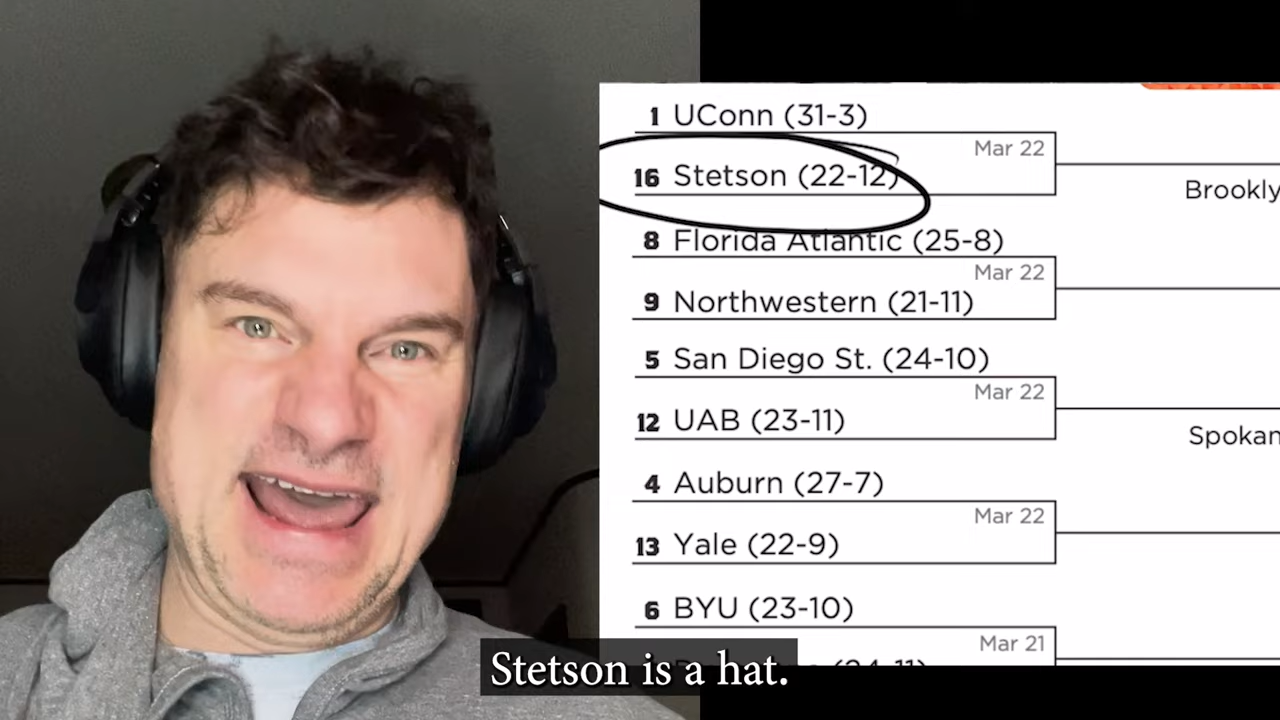 1 UConn (31-3)
Mar 22
16 Stetson (22-12)
Brookly
8 Florida Atlantic (25-8)
Mar 22
9 Northwestern (21-11)
5 San Diego St. (24-10)
Mar 22
Spokan
12 UAB (23-11)
4 Auburn (27-7)
Mar 22
13 Yale (22-9)
6 BYU (23-10)
Mar 21
Stetson is a hat.